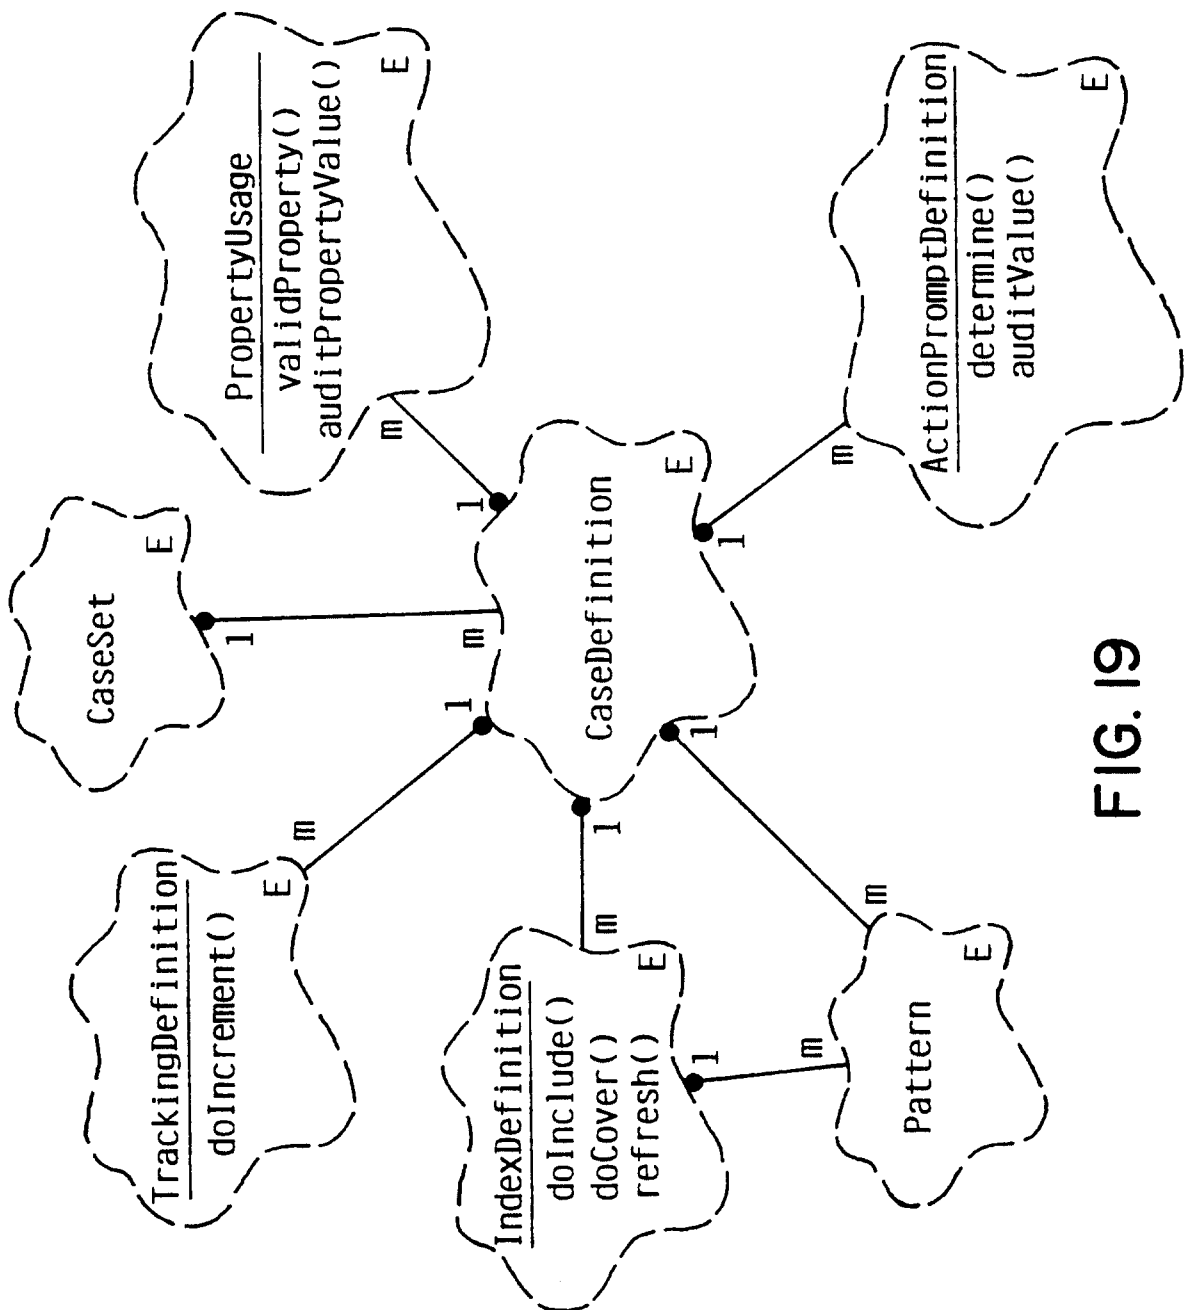 CaseSet
E
1
m
TrackingDefinition
doIncrement()
E
m
1
PropertyUsage
validProperty()
auditPropertyValue()
E
m
1
IndexDefinition
doInclude()
doCover()
refresh()
E
m
1
CaseDefinition
E
1
m
1
m
Pattern
E
1
m
ActionPromptDefinition
determine()
auditValue()
E
FIG. 19